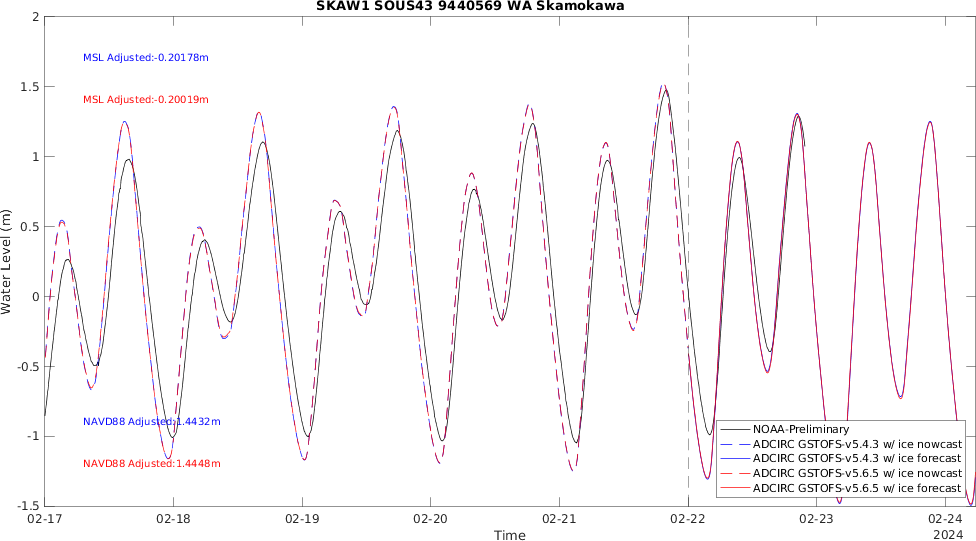 SKAW1 SOUS43 9440569 WA Skamokawa
2
1.5
1
0.5
0
-0.5
-1
-1.5
Water Level (m)
MSL Adjusted:-0.20178m
MSL Adjusted:-0.20019m
NAVD88 Adjusted:1.4432m
NAVD88 Adjusted:1.4448m
NOAA-Preliminary
ADCIRC GSTOFS-v5.4.3 w/ ice nowcast
ADCIRC GSTOFS-v5.4.3 w/ ice forecast
ADCIRC GSTOFS-v5.6.5 w/ ice nowcast
ADCIRC GSTOFS-v5.6.5 w/ ice forecast
02-17 02-18 02-19 02-20 02-21 02-22 02-23 02-24
Time
2024